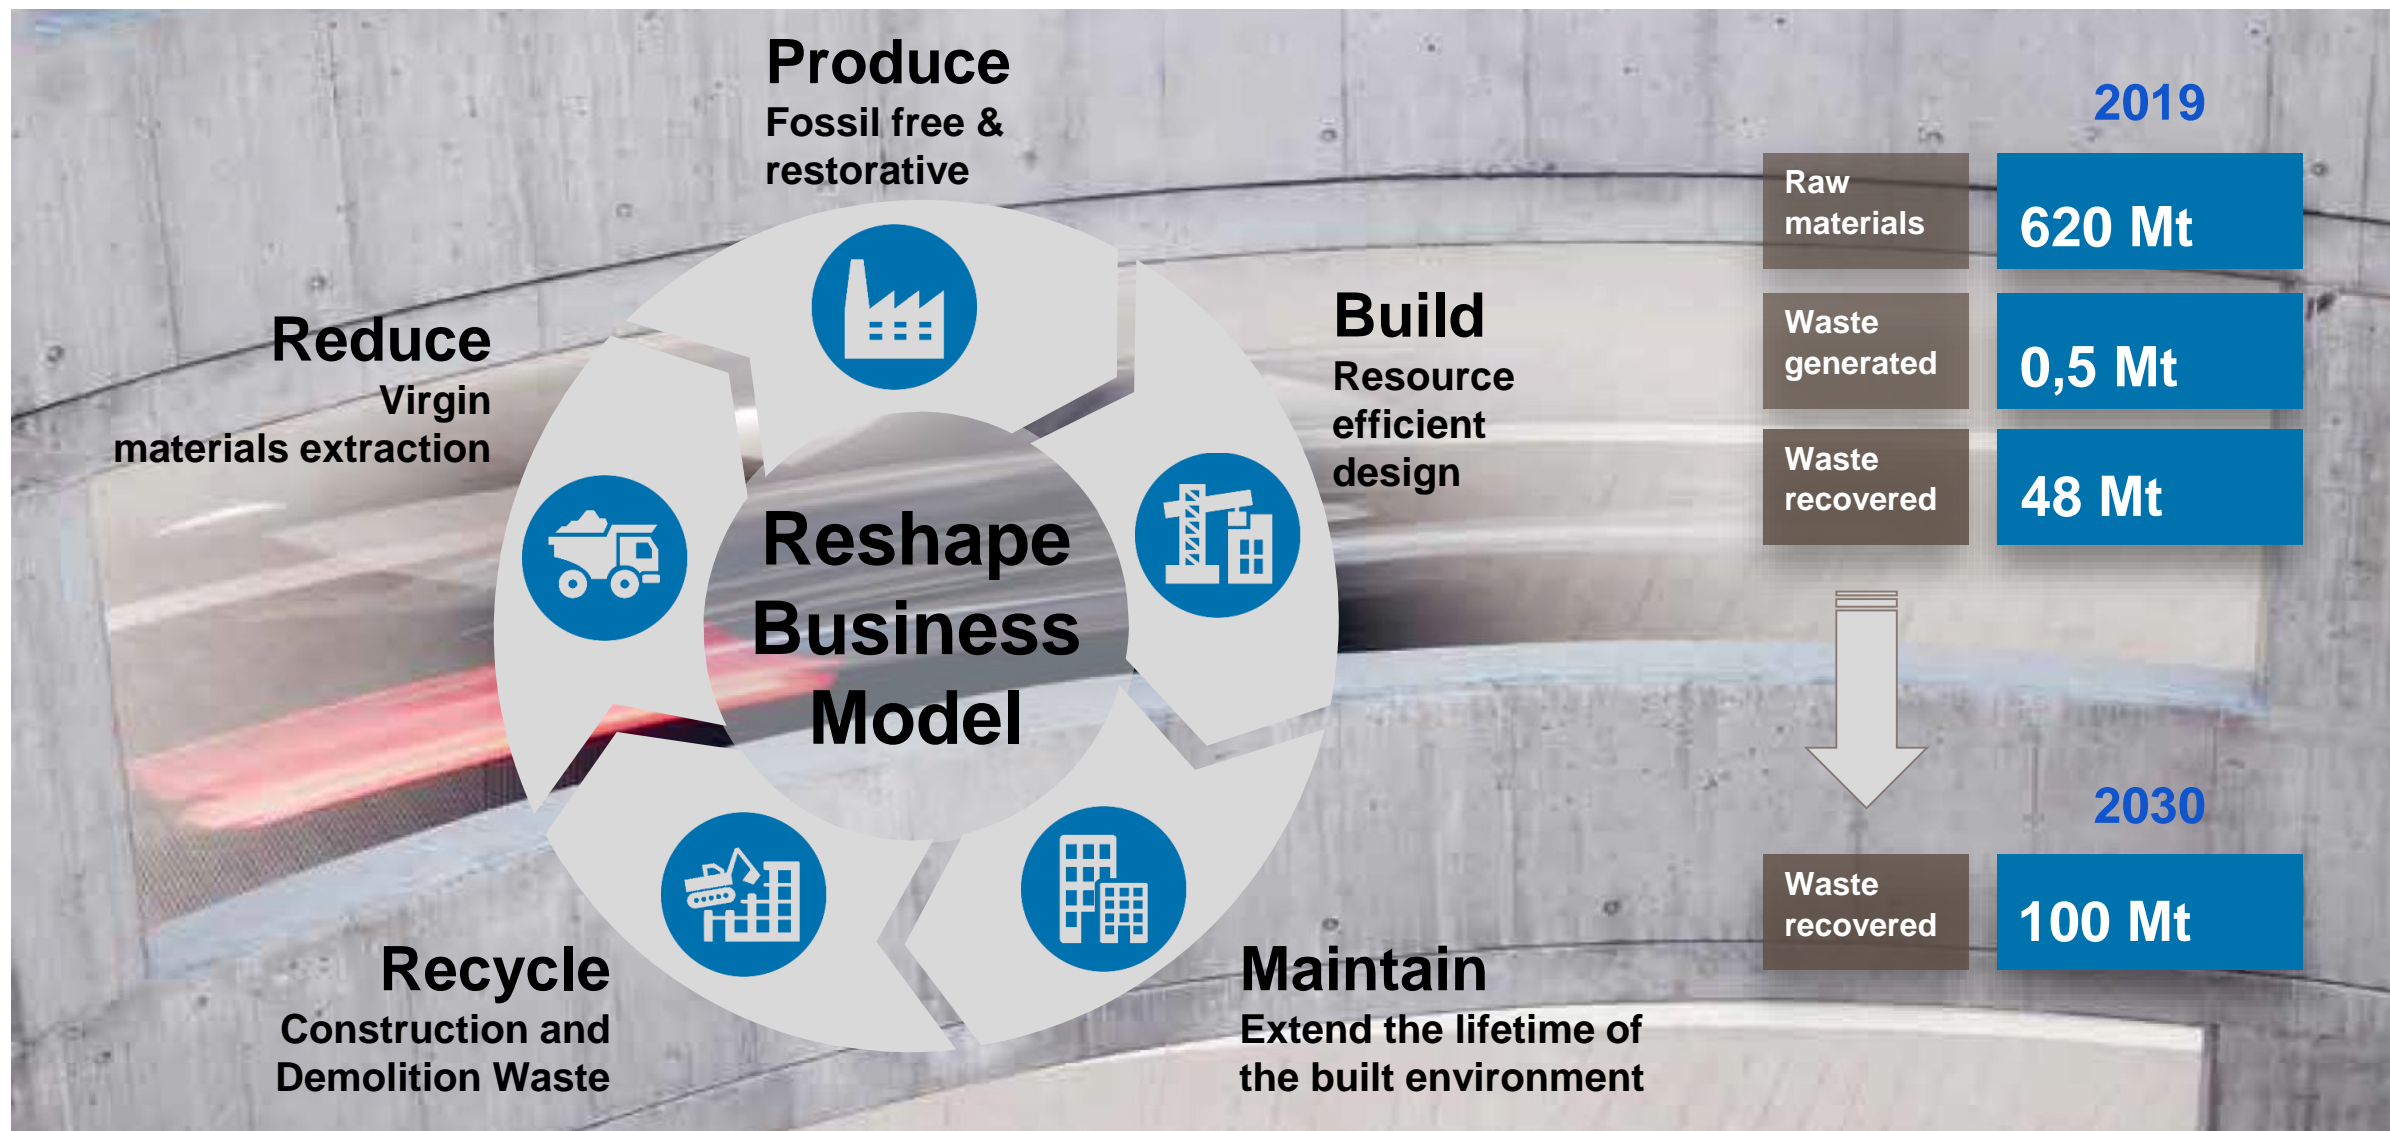 Produce
Fossil free &
restorative
Build
Resource
efficient
design
Maintain
Extend the lifetime of
the built environment
Recycle
Construction and
Demolition Waste
Reduce
Virgin
materials extraction
Reshape
Business
Model
2019
Raw
materials
620 Mt
Waste
generated
0,5 Mt
Waste
recovered
48 Mt
2030
Waste
recovered
100 Mt